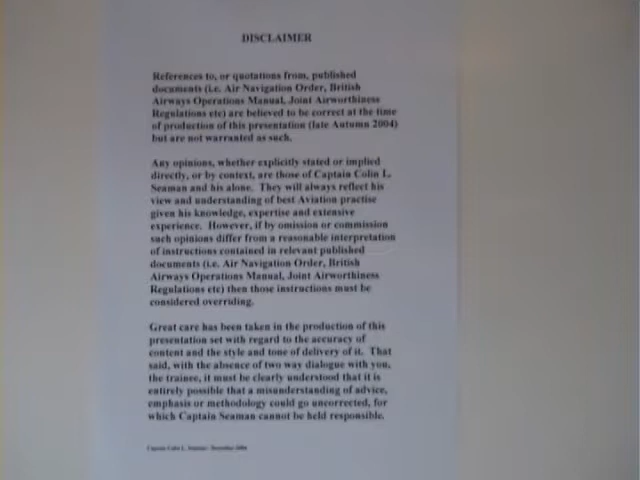 DISCLAIMER
References to, or quotations from, published
documents (i.e. Air Navigation Order, British
Airways Operations Manual, Joint Airworthiness
Regulations etc) are believed to be correct at the time
of production of this presentation (late Autumn 2004)
but are not warranted as such.
Any opinions, whether explicitly stated or implied
directly, or by context, are those of Captain Colin L.
Seaman and his alone. They will always reflect his
view and understanding of best Aviation practise
given his knowledge, expertise and extensive
experience. However, if by omission or commission
such opinions differ from a reasonable interpretation
of instructions contained in relevant published
documents (i.e. Air Navigation Order, British
Airways Operations Manual, Joint Airworthiness
Regulations etc) then those instructions must be
considered overriding.
Great care has been taken in the production of this
presentation set with regard to the accuracy of
content and the style and tone of delivery of it. That
said, with the absence of two way dialogue with you,
the trainee, it must be clearly understood that it is
entirely possible that a misunderstanding of advice,
emphasis or methodology could go uncorrected, for
which Captain Seaman cannot be held responsible.
Captain Colin L. Seaman